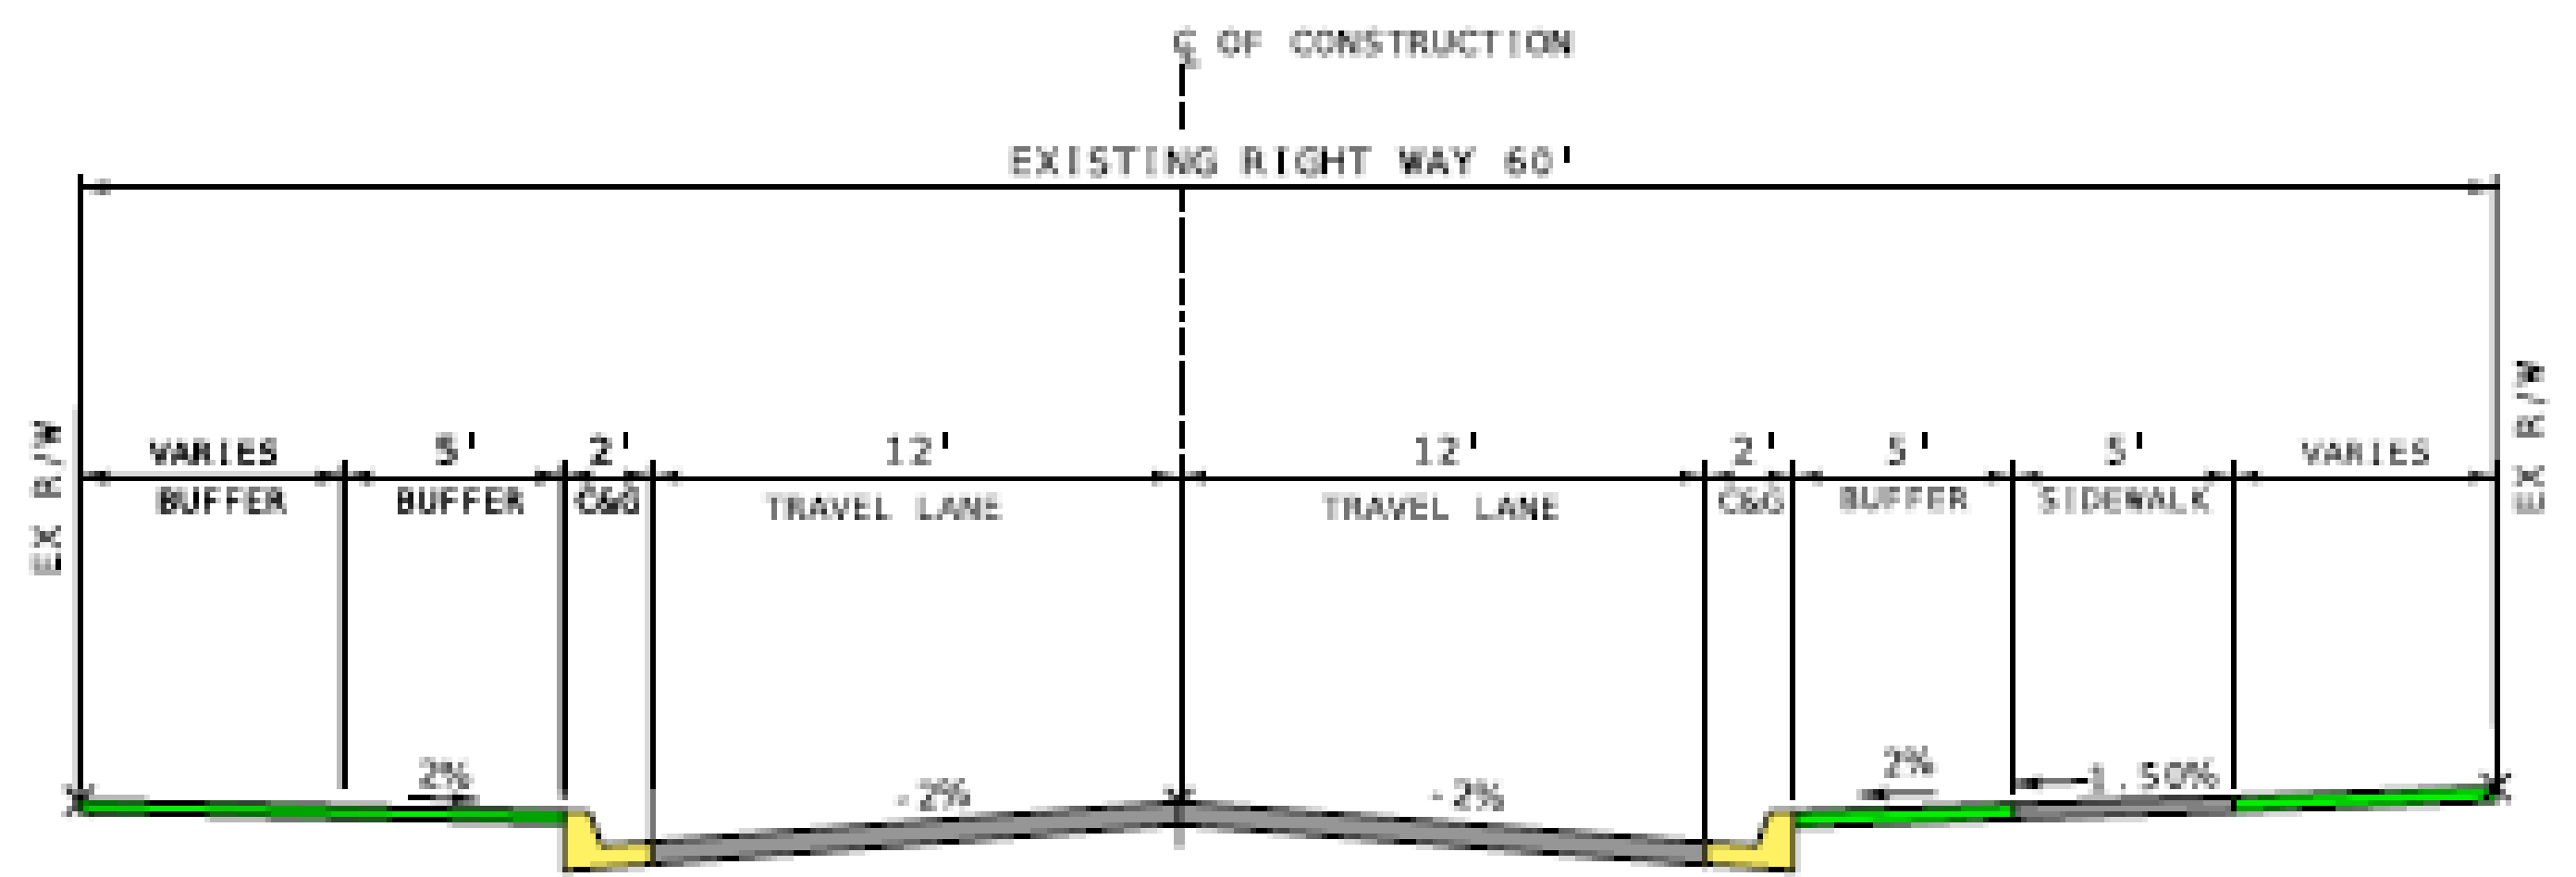 ℄ OF CONSTRUCTION
EXISTING RIGHT WAY 60'
EX R/W
VARIES 5' 2' 12' 12' 2' 5' 5' VARIES
BUFFER BUFFER C&G TRAVEL LANE TRAVEL LANE C&G BUFFER SIDEWALK
EX R/W
2% -2% -2% 2% 1.50%